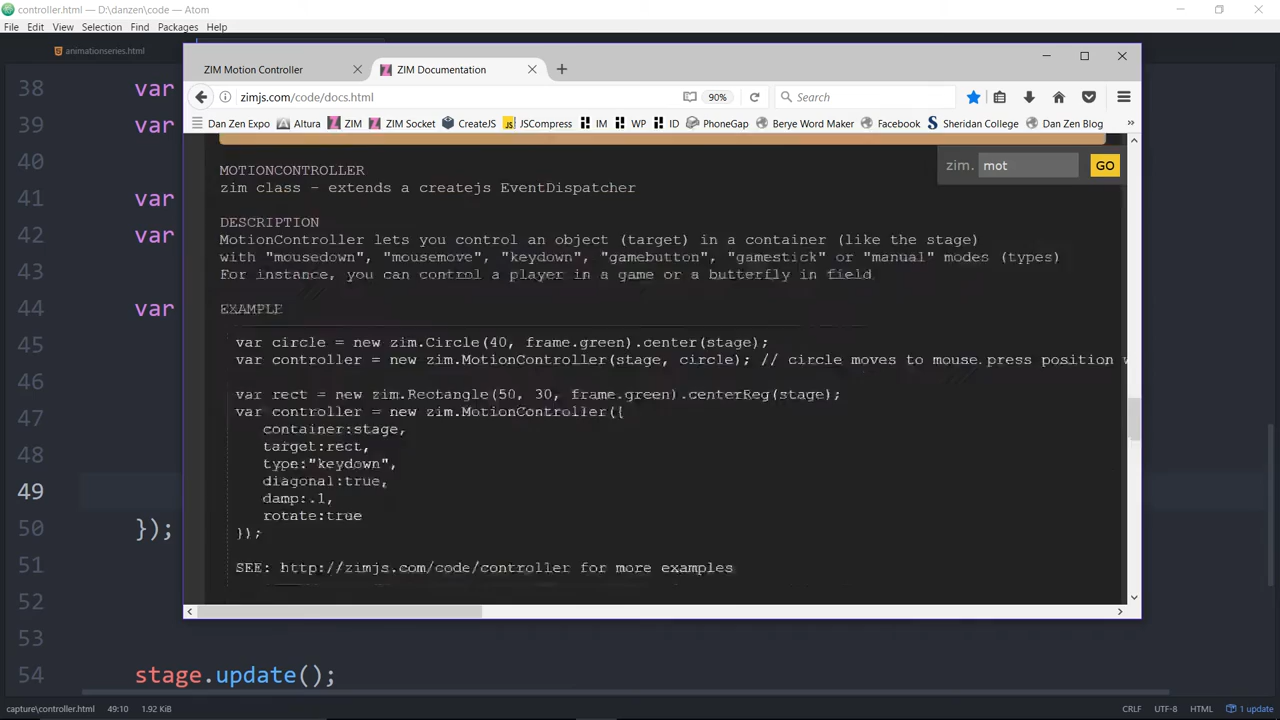 controller.html — D:\danzen\code — Atom
File Edit View Selection Find Packages Help
animationseries.html
ZIM Motion Controller
ZIM Documentation
zimjs.com/code/docs.html
90%
Search
Dan Zen Expo
Altura
ZIM
ZIM Socket
CreateJS
JSCompress
IM
WP
ID
PhoneGap
Berye Word Maker
Facebook
Sheridan College
Dan Zen Blog
»
zim. mot GO
MOTIONCONTROLLER
zim class - extends a createjs EventDispatcher
DESCRIPTION
MotionController lets you control an object (target) in a container (like the stage)
with "mousedown", "mousemove", "keydown", "gamebutton", "gamestick" or "manual" modes (types)
For instance, you can control a player in a game or a butterfly in field
EXAMPLE
var circle = new zim.Circle(40, frame.green).center(stage);
var controller = new zim.MotionController(stage, circle); // circle moves to mouse press position w
var rect = new zim.Rectangle(50, 30, frame.green).centerReg(stage);
var controller = new zim.MotionController({
container:stage,
target:rect,
type:"keydown",
diagonal:true,
damp:.1,
rotate:true
});
SEE: http://zimjs.com/code/controller for more examples
38 var
39 var
40
41 var
42 var
43
44 var
45
46
47
48
49
50 });
51
52
53
54 stage.update();
capture\controller.html 49:10 1.92 KiB CRLF UTF-8 HTML 1 update